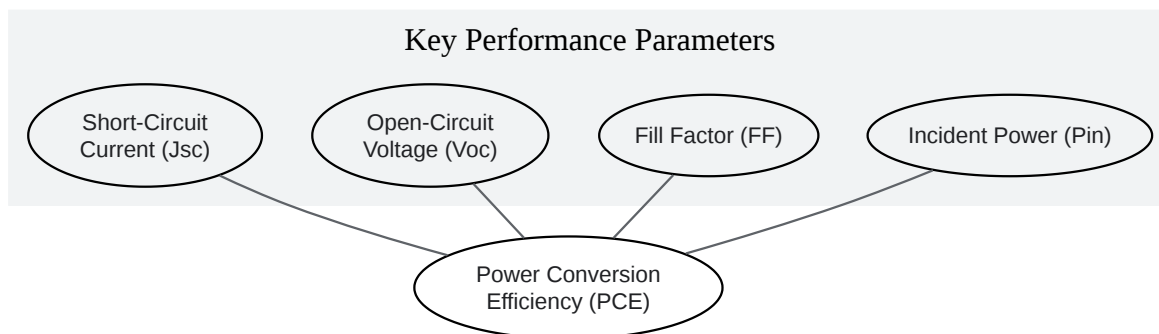 Key Performance Parameters
Short-Circuit
Current (Jsc)
Open-Circuit
Voltage (Voc)
Fill Factor (FF)
Incident Power (Pin)
Power Conversion
Efficiency (PCE)